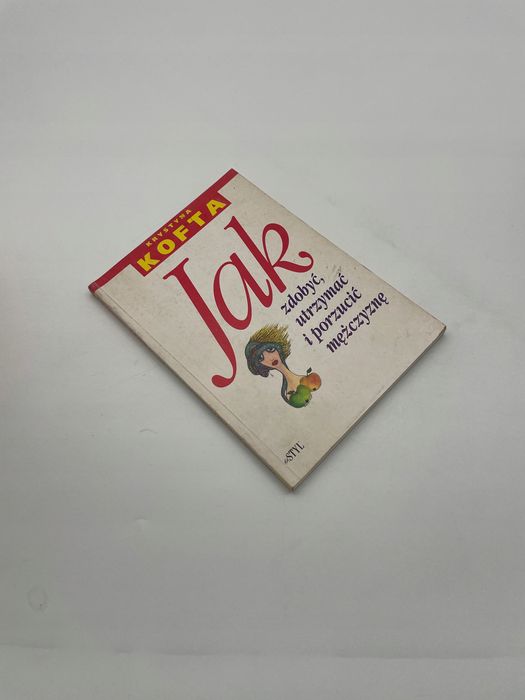 KRYSTYNA
KOFTA
Jak
zdobyć,
utrzymać
i porzucić
mężczyznę
STYL